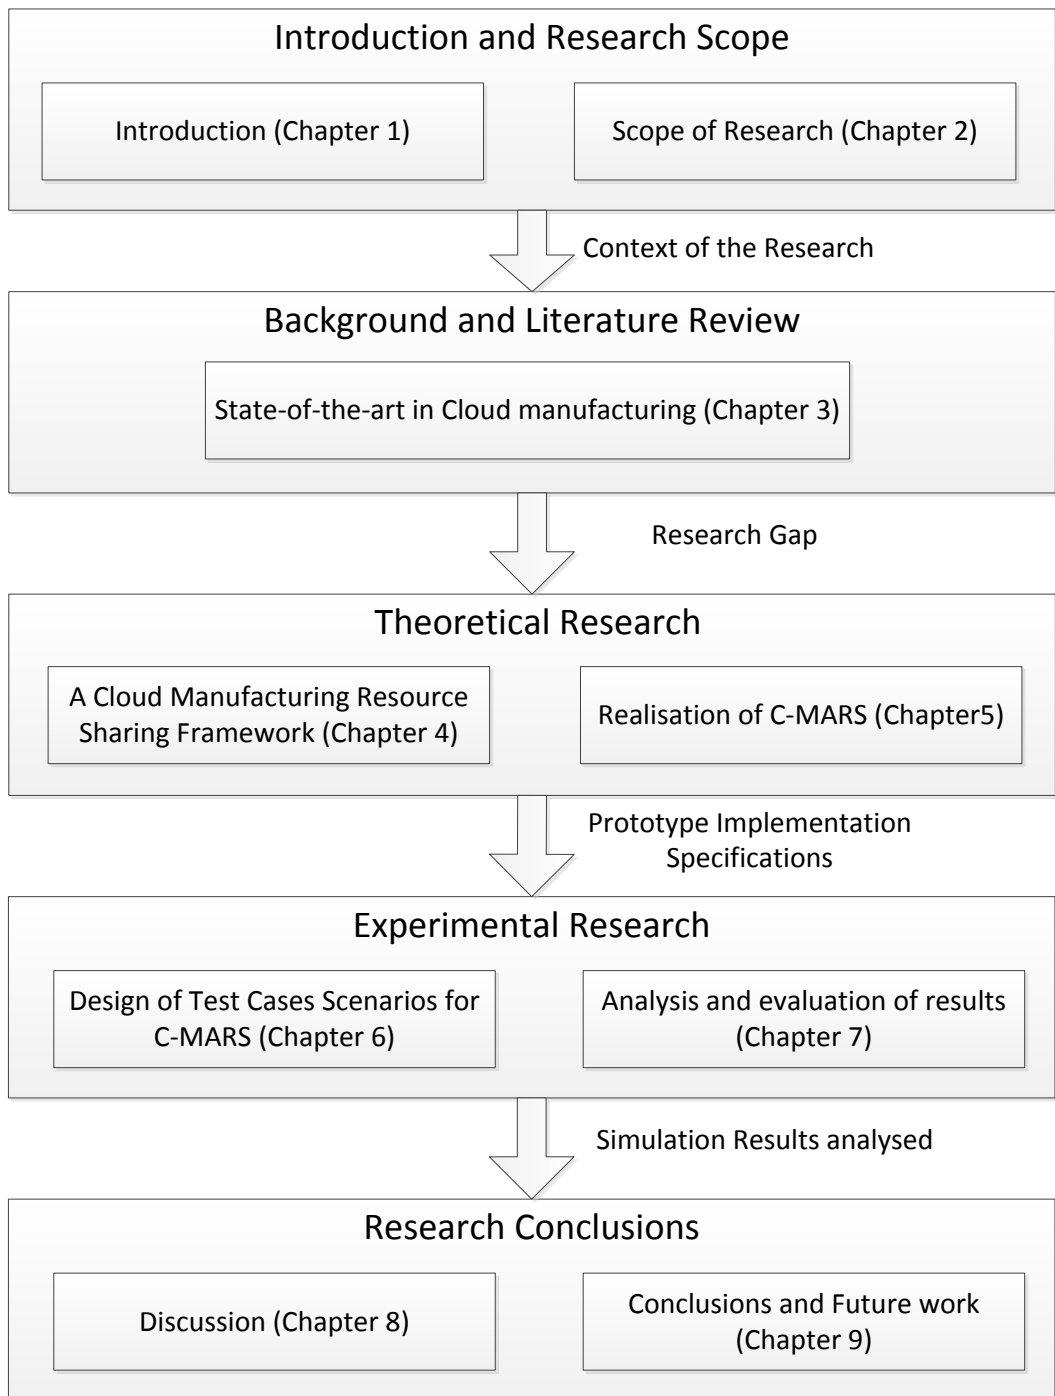 Introduction and Research Scope
Introduction (Chapter 1)
Scope of Research (Chapter 2)
Context of the Research
Background and Literature Review
State-of-the-art in Cloud manufacturing (Chapter 3)
Research Gap
Theoretical Research
A Cloud Manufacturing Resource
Sharing Framework (Chapter 4)
Realisation of C-MARS (Chapter5)
Prototype Implementation
Specifications
Experimental Research
Design of Test Cases Scenarios for
C-MARS (Chapter 6)
Analysis and evaluation of results
(Chapter 7)
Simulation Results analysed
Research Conclusions
Discussion (Chapter 8)
Conclusions and Future work
(Chapter 9)